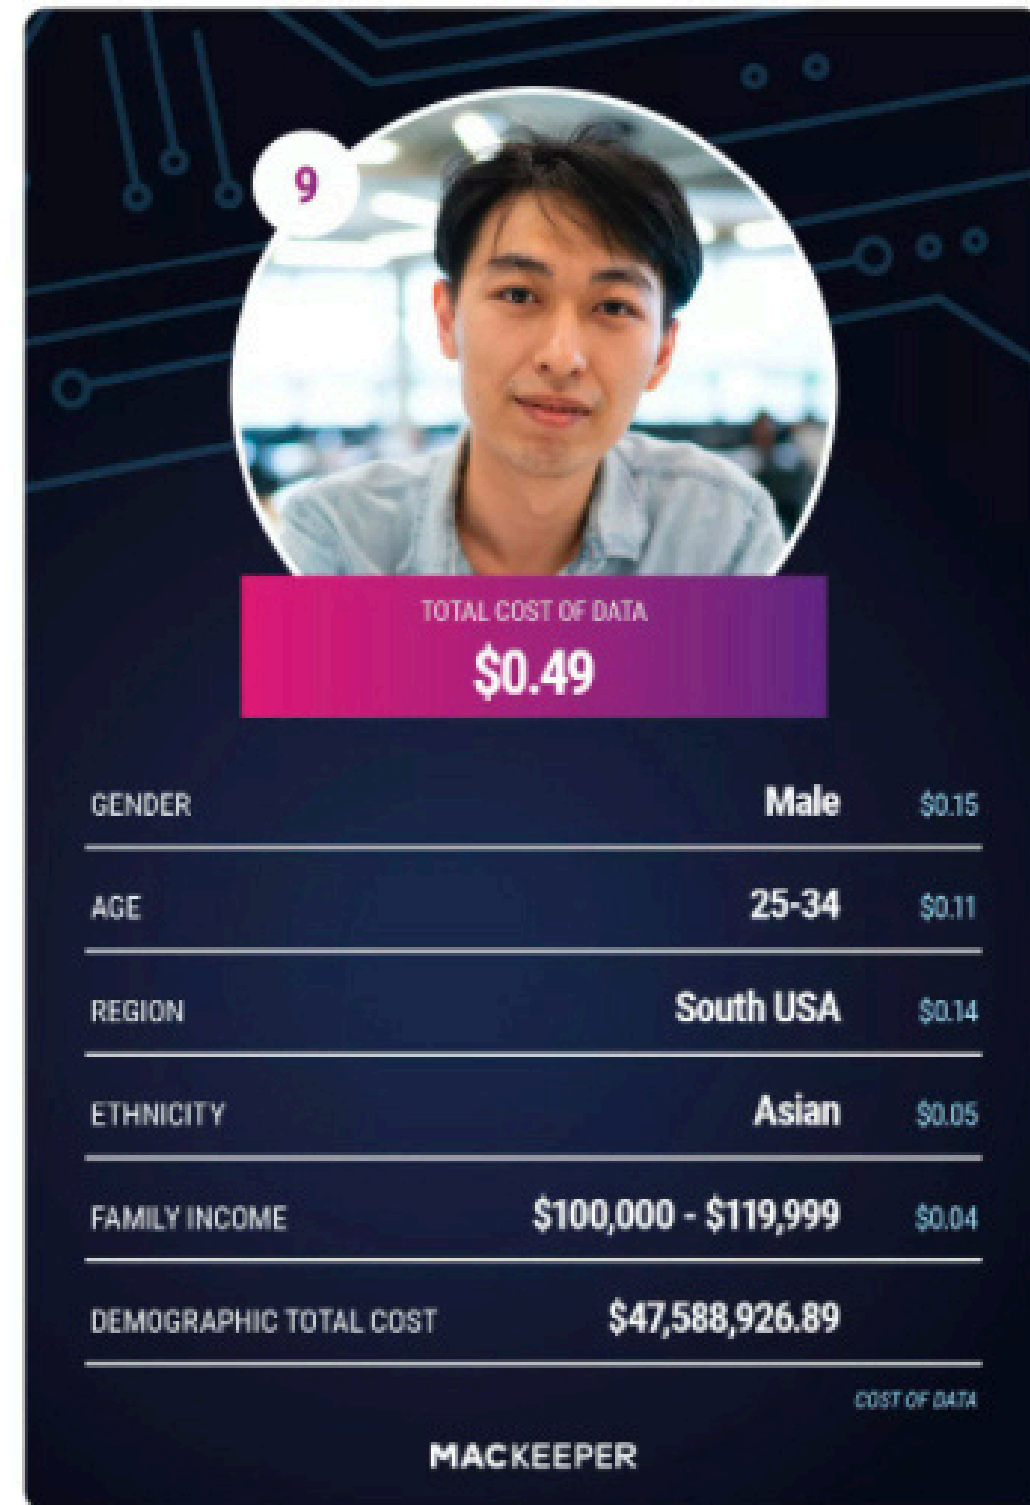 9
TOTAL COST OF DATA
$0.49
GENDER Male $0.15
AGE 25-34 $0.11
REGION South USA $0.14
ETHNICITY Asian $0.05
FAMILY INCOME $100,000 - $119,999 $0.04
DEMOGRAPHIC TOTAL COST $47,588,926.89
COST OF DATA
MACKEEPER